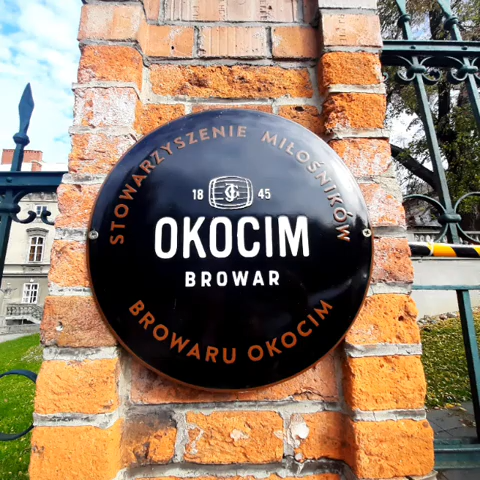 STOWARZYSZENIE MIŁOŚNIKÓW
18 45
OKOCIM
BROWAR
BROWARU OKOCIM